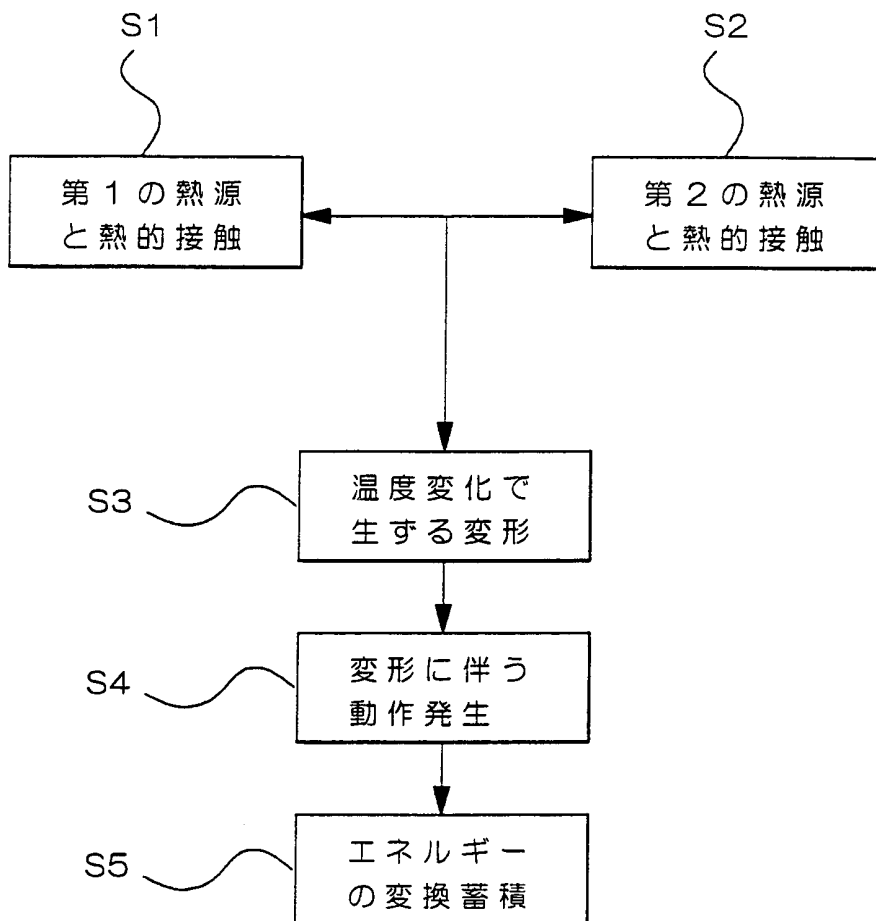 S1
S2
第１の熱源
と熱的接触
第２の熱源
と熱的接触
S3
温度変化で
生ずる変形
S4
変形に伴う
動作発生
S5
エネルギー
の変換蓄積